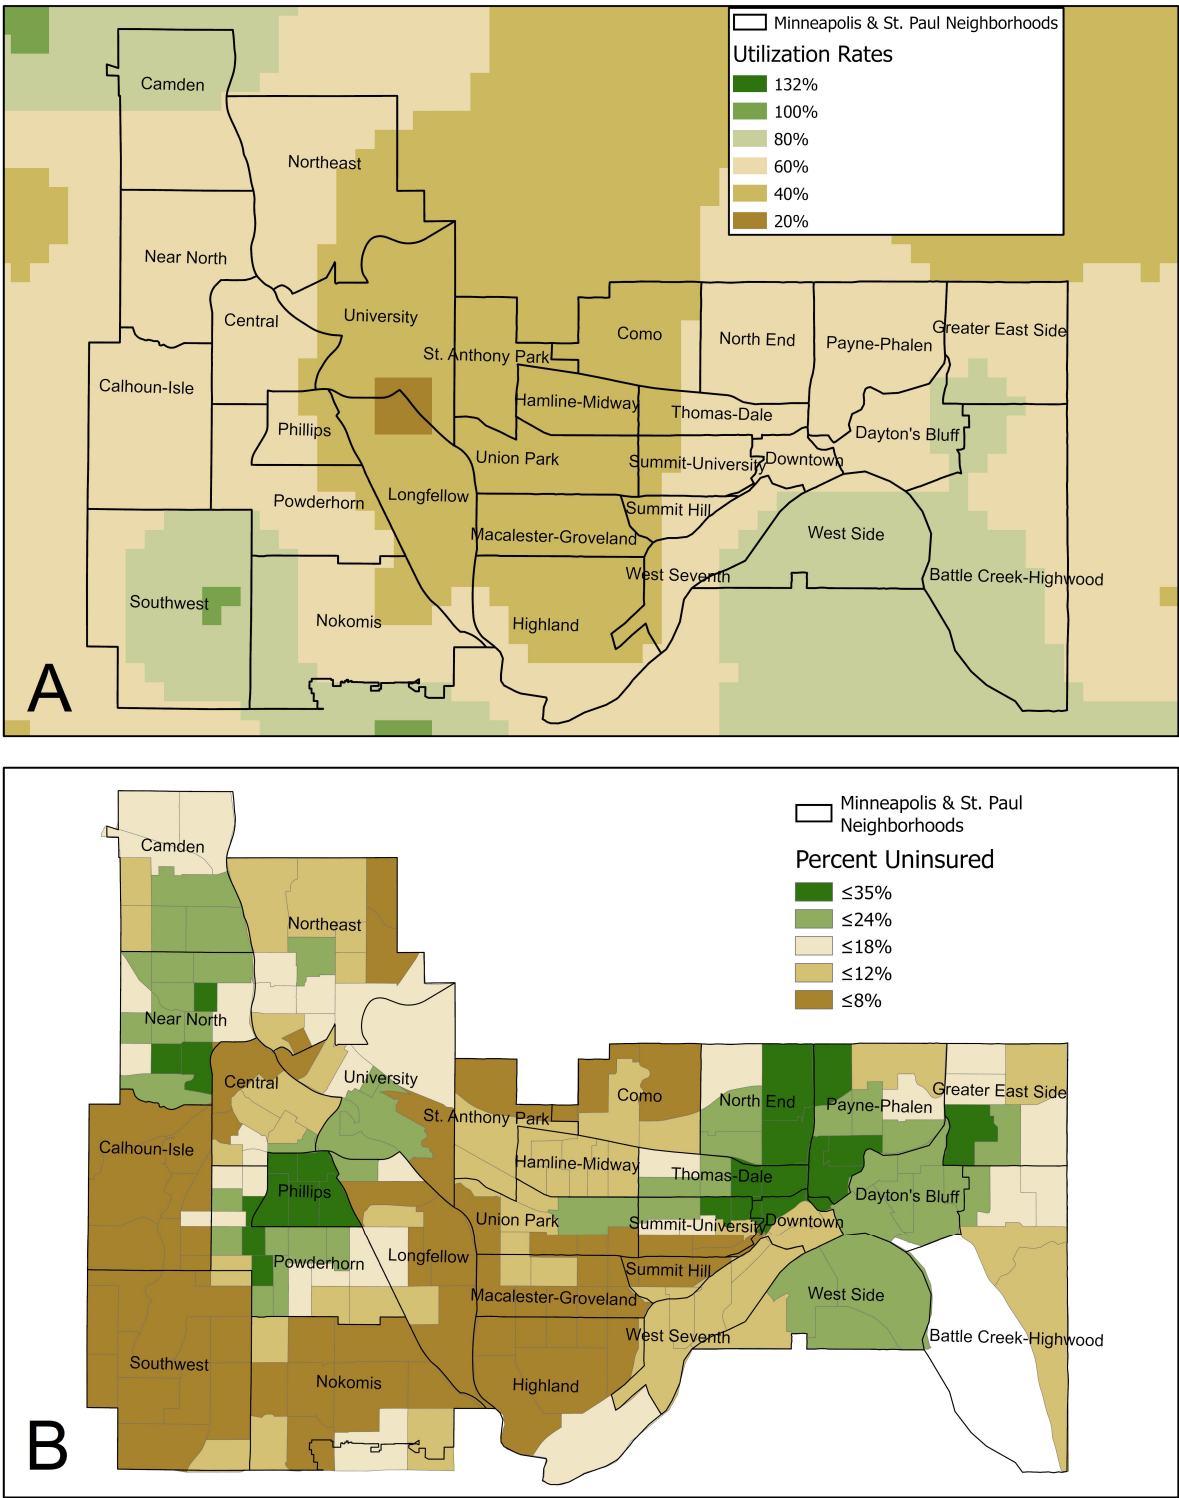 Minneapolis & St. Paul Neighborhoods
Utilization Rates
132%
100%
80%
60%
40%
20%
Camden
Northeast
Near North
Central
University
St. Anthony Park
Como
North End
Payne-Phalen
Greater East Side
Calhoun-Isle
Hamline-Midway
Thomas-Dale
Phillips
Dayton's Bluff
Union Park
Summit-University
Downtown
Powderhorn
Longfellow
Summit Hill
Macalester-Groveland
West Side
West Seventh
Battle Creek-Highwood
Southwest
Nokomis
Highland
A
Minneapolis & St. Paul
Neighborhoods
Percent Uninsured
≤35%
≤24%
≤18%
≤12%
≤8%
Camden
Northeast
Near North
Central
University
St. Anthony Park
Como
North End
Payne-Phalen
Greater East Side
Calhoun-Isle
Hamline-Midway
Thomas-Dale
Phillips
Dayton's Bluff
Union Park
Summit-University
Downtown
Powderhorn
Longfellow
Summit Hill
Macalester-Groveland
West Side
West Seventh
Battle Creek-Highwood
Southwest
Nokomis
Highland
B